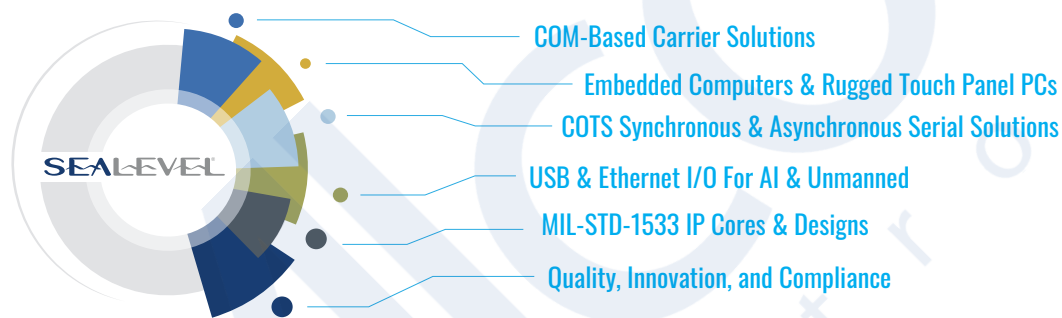 COM-Based Carrier Solutions
Embedded Computers & Rugged Touch Panel PCs
COTS Synchronous & Asynchronous Serial Solutions
SEALEVEL
USB & Ethernet I/O For AI & Unmanned
MIL-STD-1533 IP Cores & Designs
Quality, Innovation, and Compliance